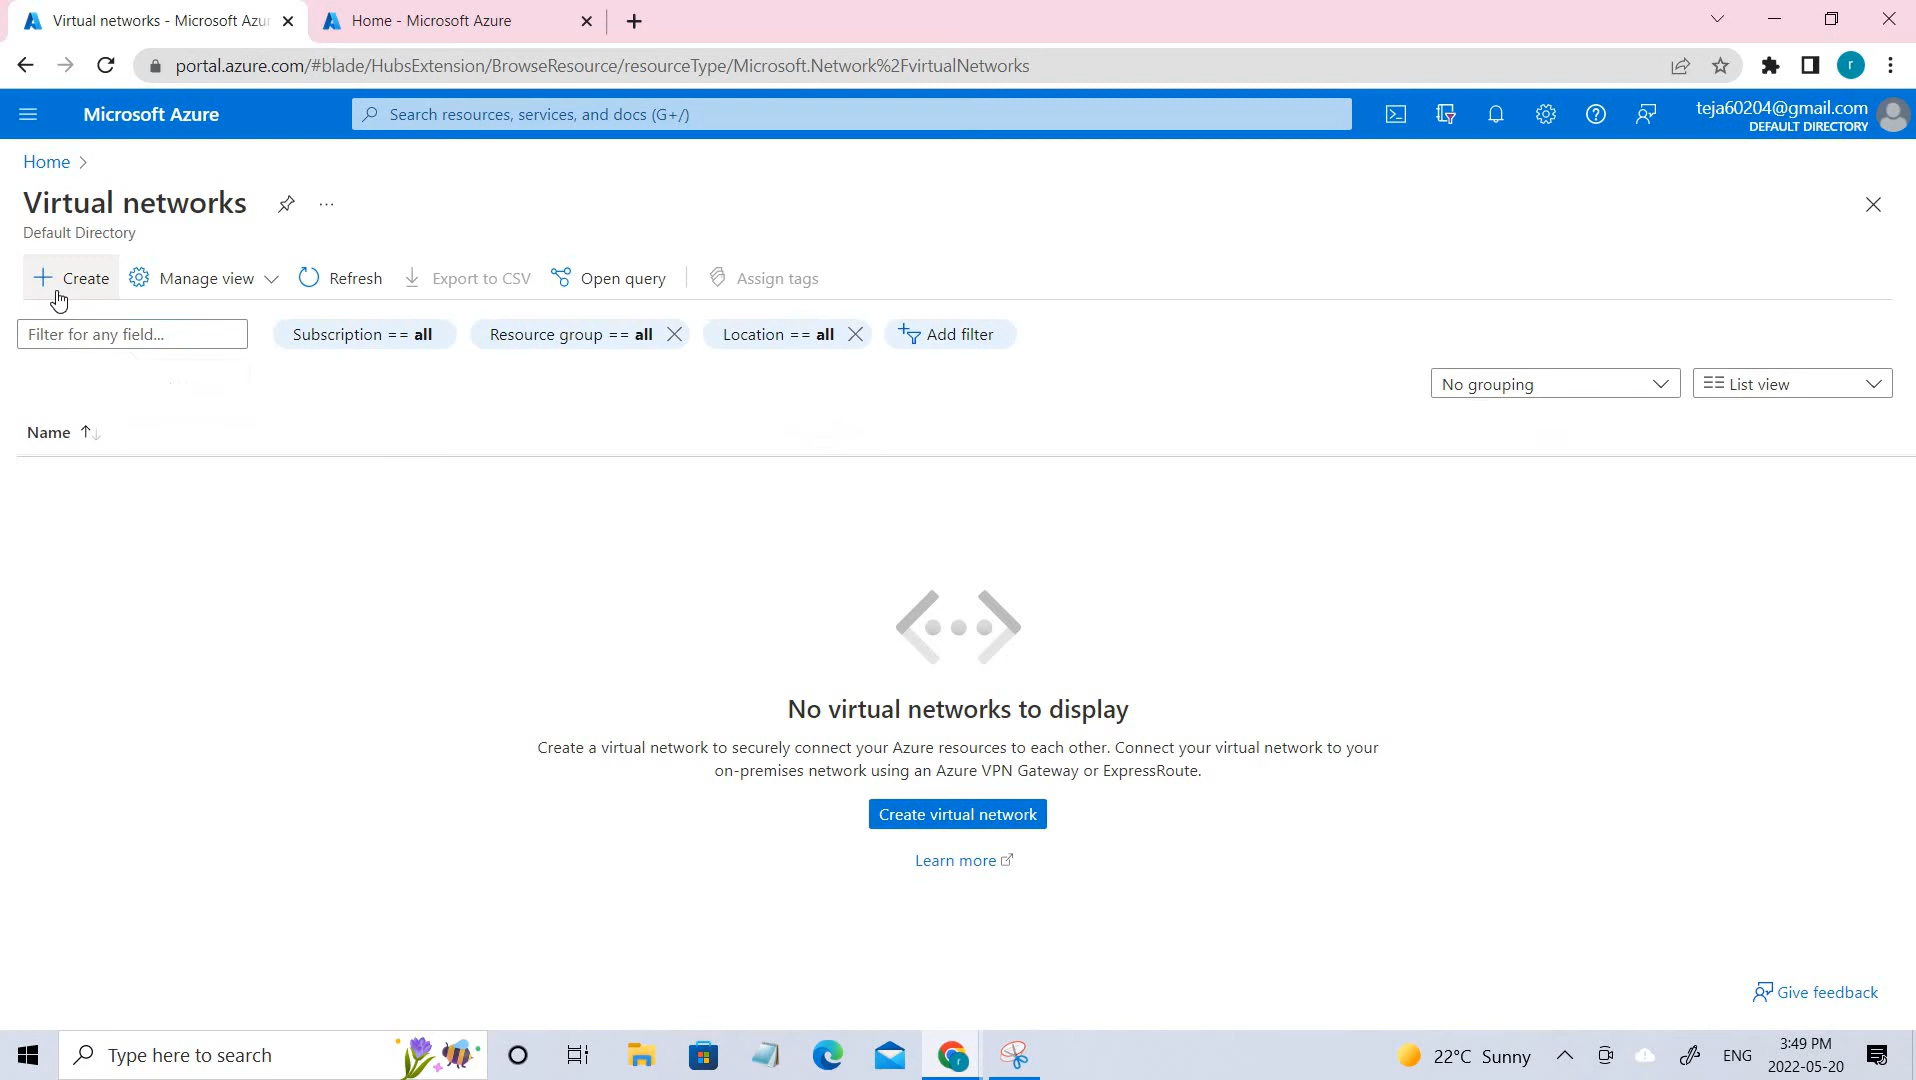 Virtual networks - Microsoft Azur
Home - Microsoft Azure
portal.azure.com/#blade/HubsExtension/BrowseResource/resourceType/Microsoft.Network%2FvirtualNetworks
r
Microsoft Azure
Search resources, services, and docs (G+/)
teja60204@gmail.com
DEFAULT DIRECTORY
Home
Virtual networks
Default Directory
Create
Manage view
Refresh
Export to CSV
Open query
Assign tags
Filter for any field...
Subscription == all
Resource group == all
Location == all
Add filter
No grouping
List view
Name
No virtual networks to display
Create a virtual network to securely connect your Azure resources to each other. Connect your virtual network to your
on-premises network using an Azure VPN Gateway or ExpressRoute.
Create virtual network
Learn more
Give feedback
Type here to search
22°C Sunny
ENG
3:49 PM
2022-05-20